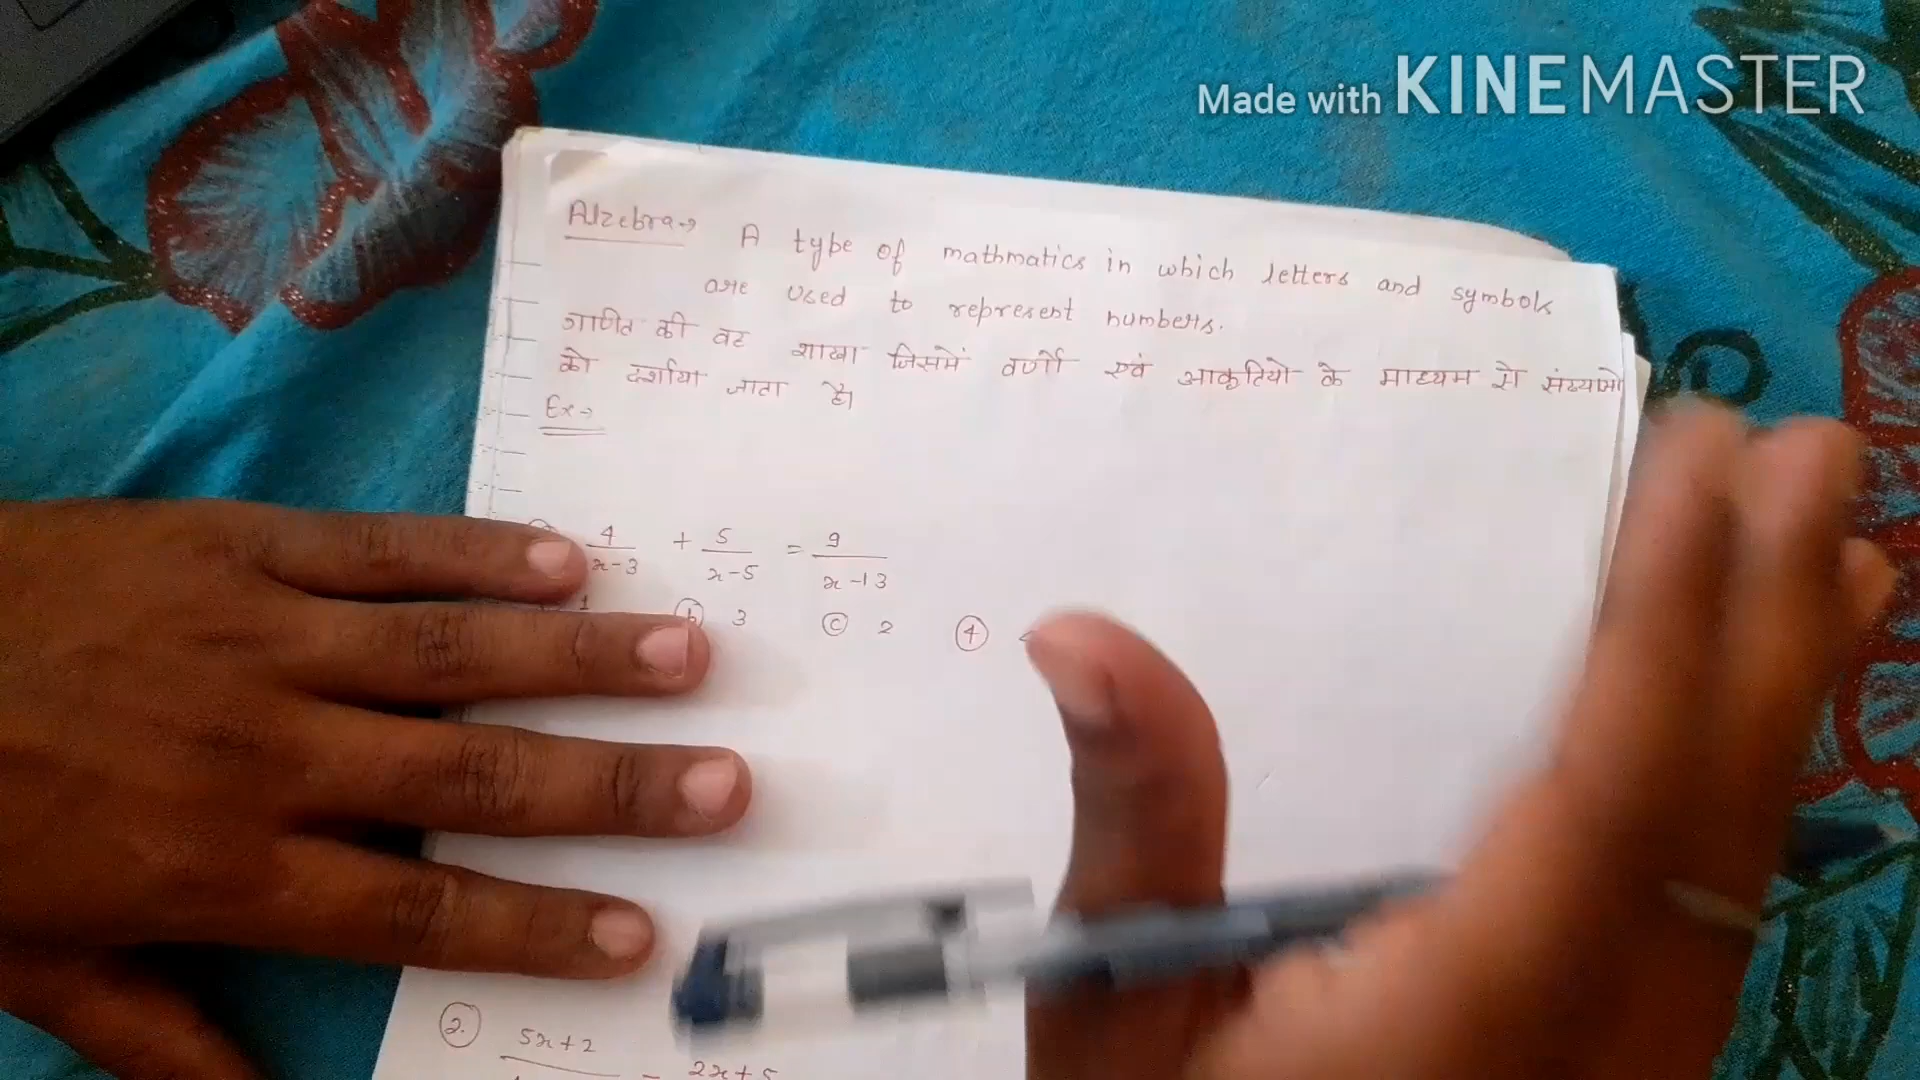 Made with KINEMASTER
Alzebra→ A type of mathmatics in which letters and symbols
are used to represent numbers.
गणित की वह शाखा जिसमें वर्णों एवं आकृतियो के माध्यम से संख्याओ
को दर्शाया जाता है।
Ex→
4/x-3 + 5/x-5 = 9/x-13
1 (b) 3 (c) 2 (4)
(2.) 5x+2 = 2x+5